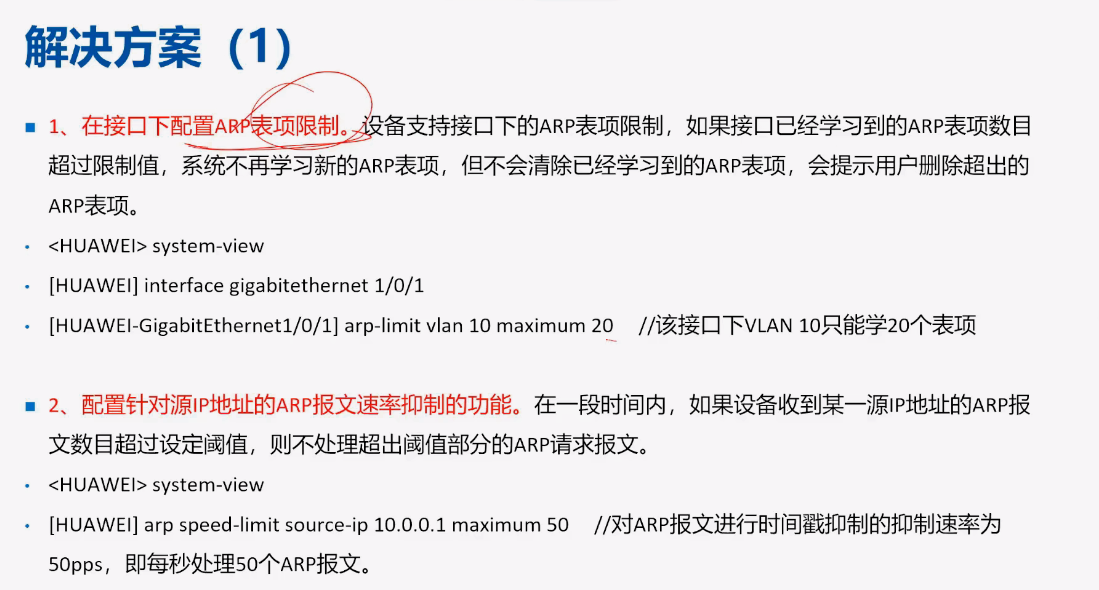 解决方案（1）
1、在接口下配置ARP表项限制。设备支持接口下的ARP表项限制，如果接口已经学习到的ARP表项数目
超过限制值，系统不再学习新的ARP表项，但不会清除已经学习到的ARP表项，会提示用户删除超出的
ARP表项。
<HUAWEI> system-view
[HUAWEI] interface gigabitethernet 1/0/1
[HUAWEI-GigabitEthernet1/0/1] arp-limit vlan 10 maximum 20 //该接口下VLAN 10只能学20个表项
2、配置针对源IP地址的ARP报文速率抑制的功能。在一段时间内，如果设备收到某一源IP地址的ARP报
文数目超过设定阈值，则不处理超出阈值部分的ARP请求报文。
<HUAWEI> system-view
[HUAWEI] arp speed-limit source-ip 10.0.0.1 maximum 50 //对ARP报文进行时间戳抑制的抑制速率为
50pps，即每秒处理50个ARP报文。